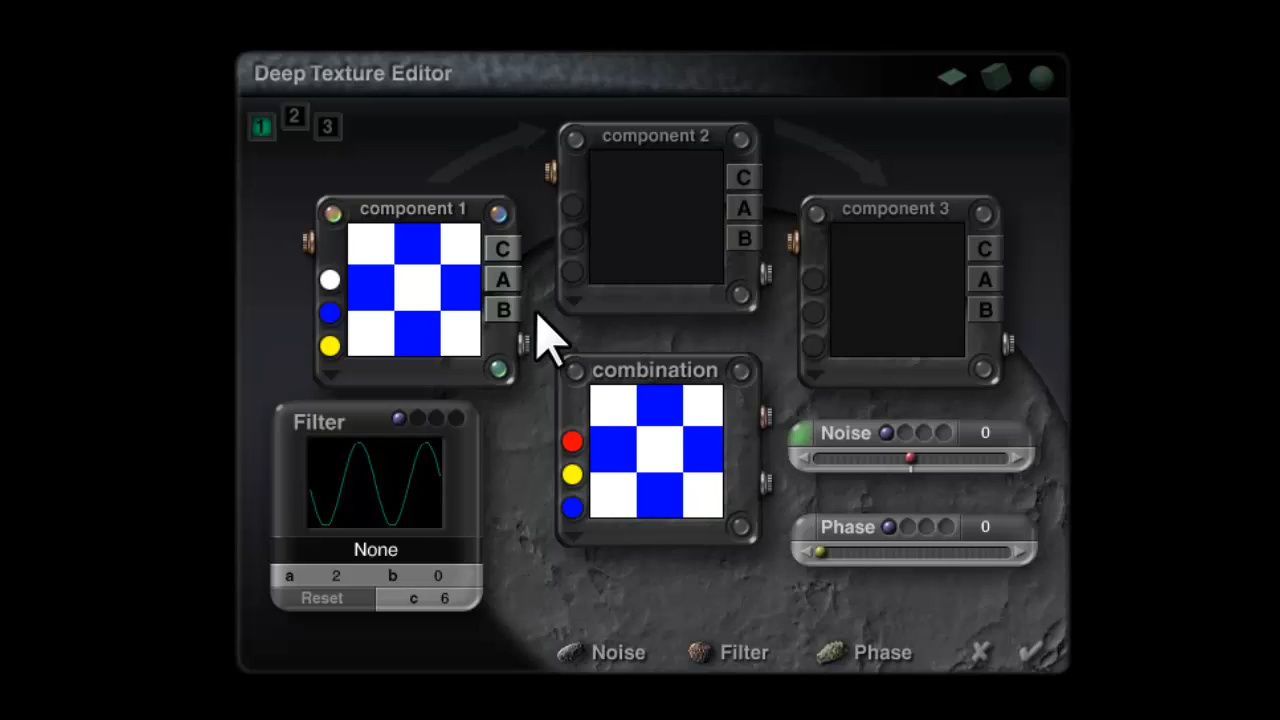 Deep Texture Editor
1 2 3
component 1
C
A
B
component 2
C
A
B
component 3
C
A
B
Filter
None
a 2 b 0
Reset c 6
combination
Noise 0
Phase 0
Noise Filter Phase